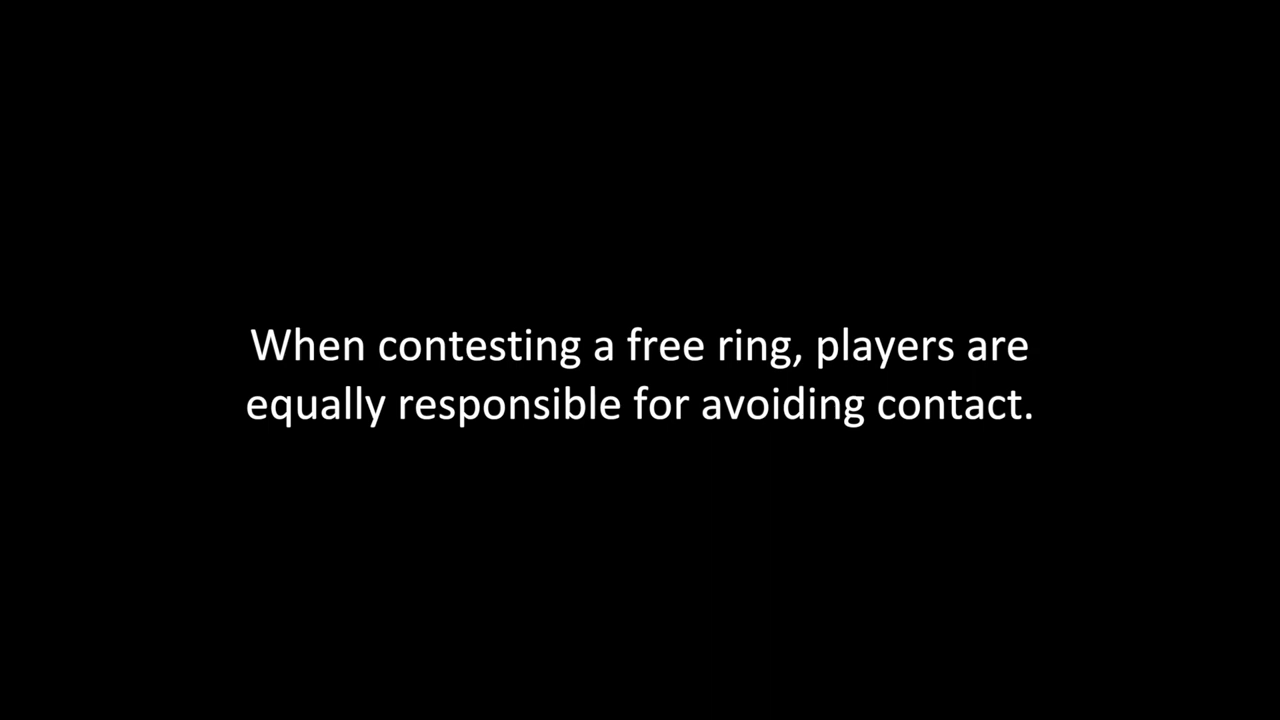 When contesting a free ring, players are
equally responsible for avoiding contact.